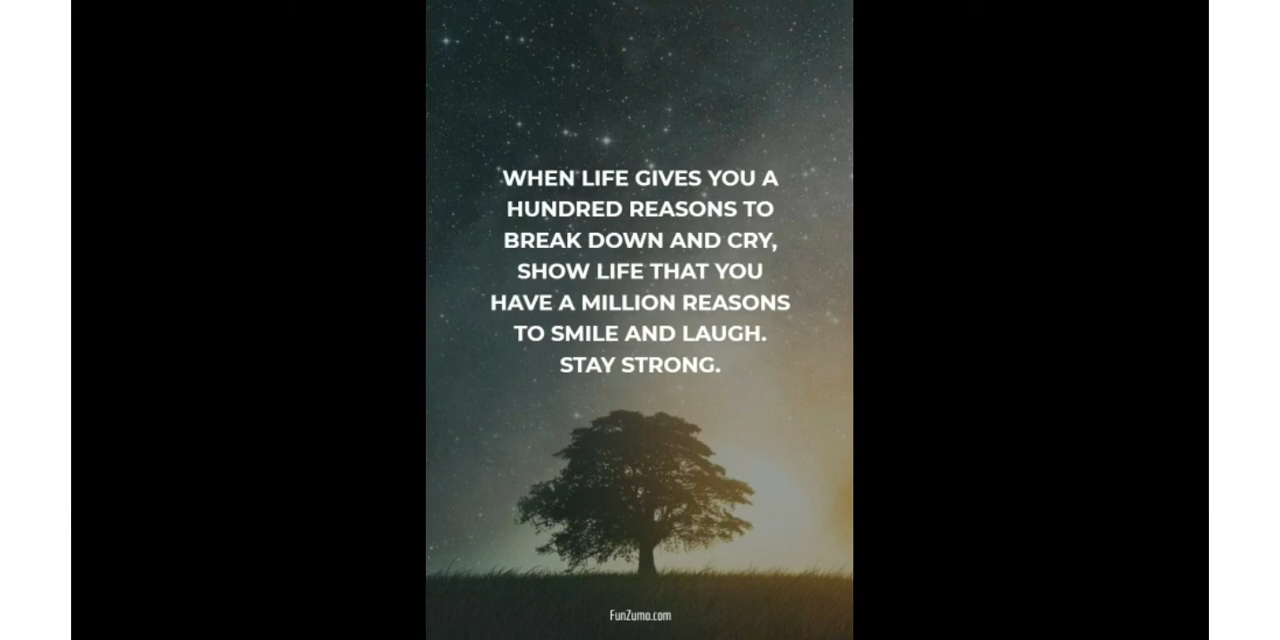 WHEN LIFE GIVES YOU A
HUNDRED REASONS TO
BREAK DOWN AND CRY,
SHOW LIFE THAT YOU
HAVE A MILLION REASONS
TO SMILE AND LAUGH.
STAY STRONG.
FunZumo.com